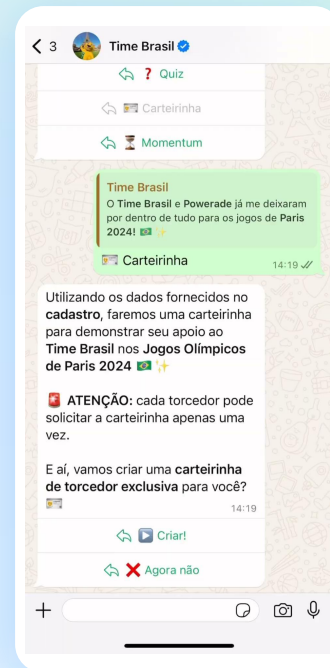 3
Time Brasil
❓ Quiz
🪪 Carteirinha
⏳ Momentum
Time Brasil
O Time Brasil e Powerade já me deixaram
por dentro de tudo para os jogos de Paris
2024! 🇧🇷 ✨
🪪 Carteirinha
14:19
Utilizando os dados fornecidos no
cadastro, faremos uma carteirinha
para demonstrar seu apoio ao
Time Brasil nos Jogos Olímpicos
de Paris 2024 🇧🇷 ✨
🚨 ATENÇÃO: cada torcedor pode
solicitar a carteirinha apenas uma
vez.
E aí, vamos criar uma carteirinha
de torcedor exclusiva para você?
🪪
14:19
▶️ Criar!
❌ Agora não